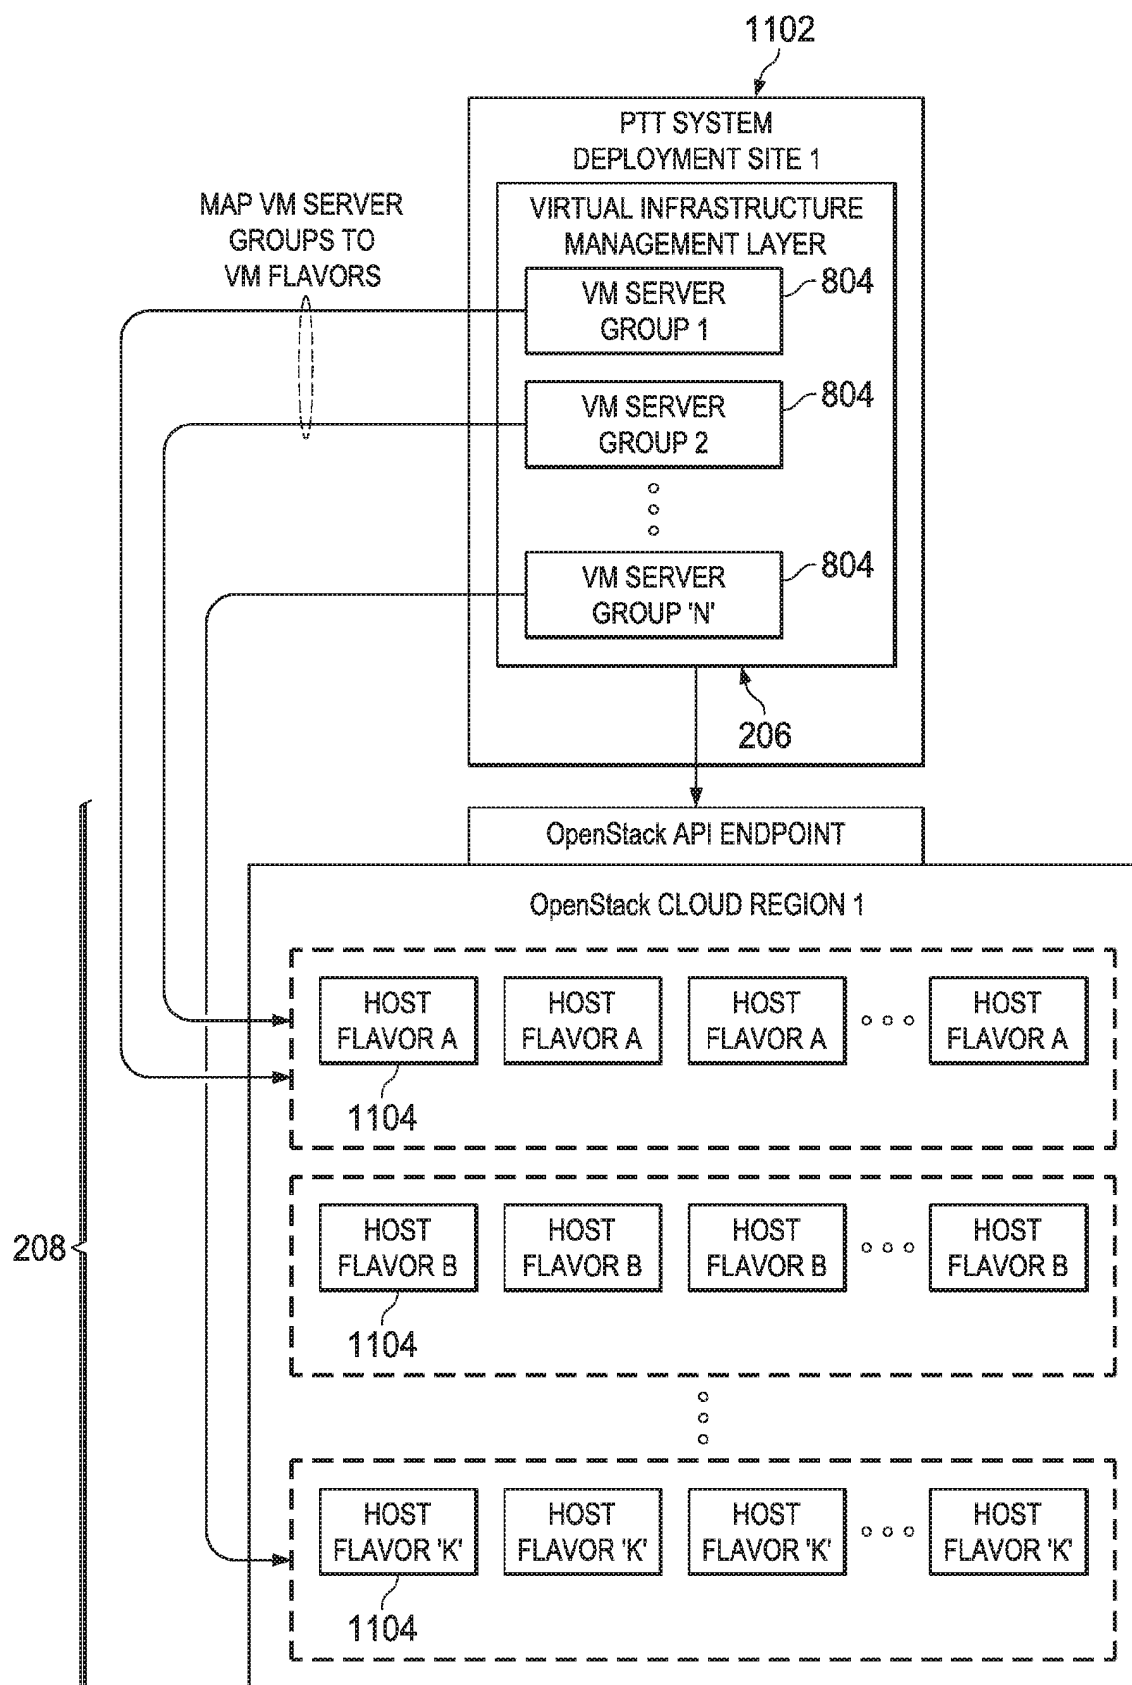 1102
PTT SYSTEM
DEPLOYMENT SITE 1
MAP VM SERVER
GROUPS TO
VM FLAVORS
VIRTUAL INFRASTRUCTURE
MANAGEMENT LAYER
VM SERVER
GROUP 1
804
VM SERVER
GROUP 2
804
VM SERVER
GROUP 'N'
804
206
OpenStack API ENDPOINT
OpenStack CLOUD REGION 1
HOST
FLAVOR A
HOST
FLAVOR A
HOST
FLAVOR A
HOST
FLAVOR A
1104
208
HOST
FLAVOR B
HOST
FLAVOR B
HOST
FLAVOR B
HOST
FLAVOR B
1104
HOST
FLAVOR 'K'
HOST
FLAVOR 'K'
HOST
FLAVOR 'K'
HOST
FLAVOR 'K'
1104